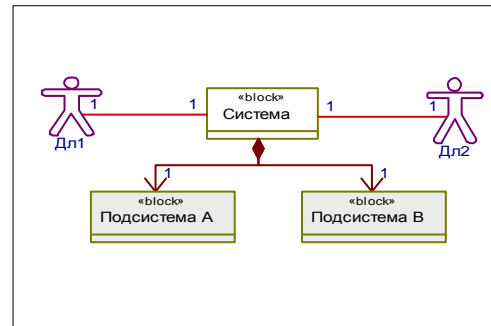 «block»
Система
1
1
1
1
Дл1
Дл2
1
1
«block»
Подсистема А
«block»
Подсистема В